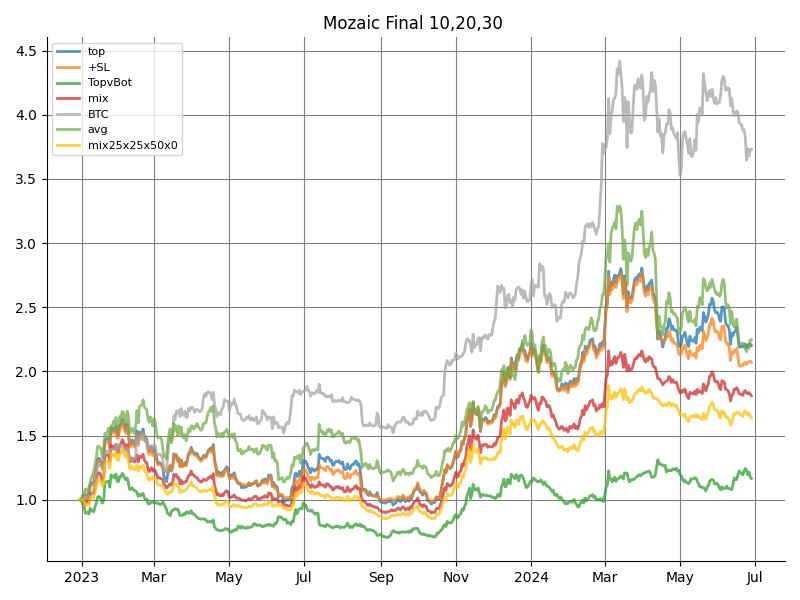 Mozaic Final 10,20,30
top
+SL
TopvBot
mix
BTC
avg
mix25x25x50x0
4.5
4.0
3.5
3.0
2.5
2.0
1.5
1.0
2023 Mar May Jul Sep Nov 2024 Mar May Jul